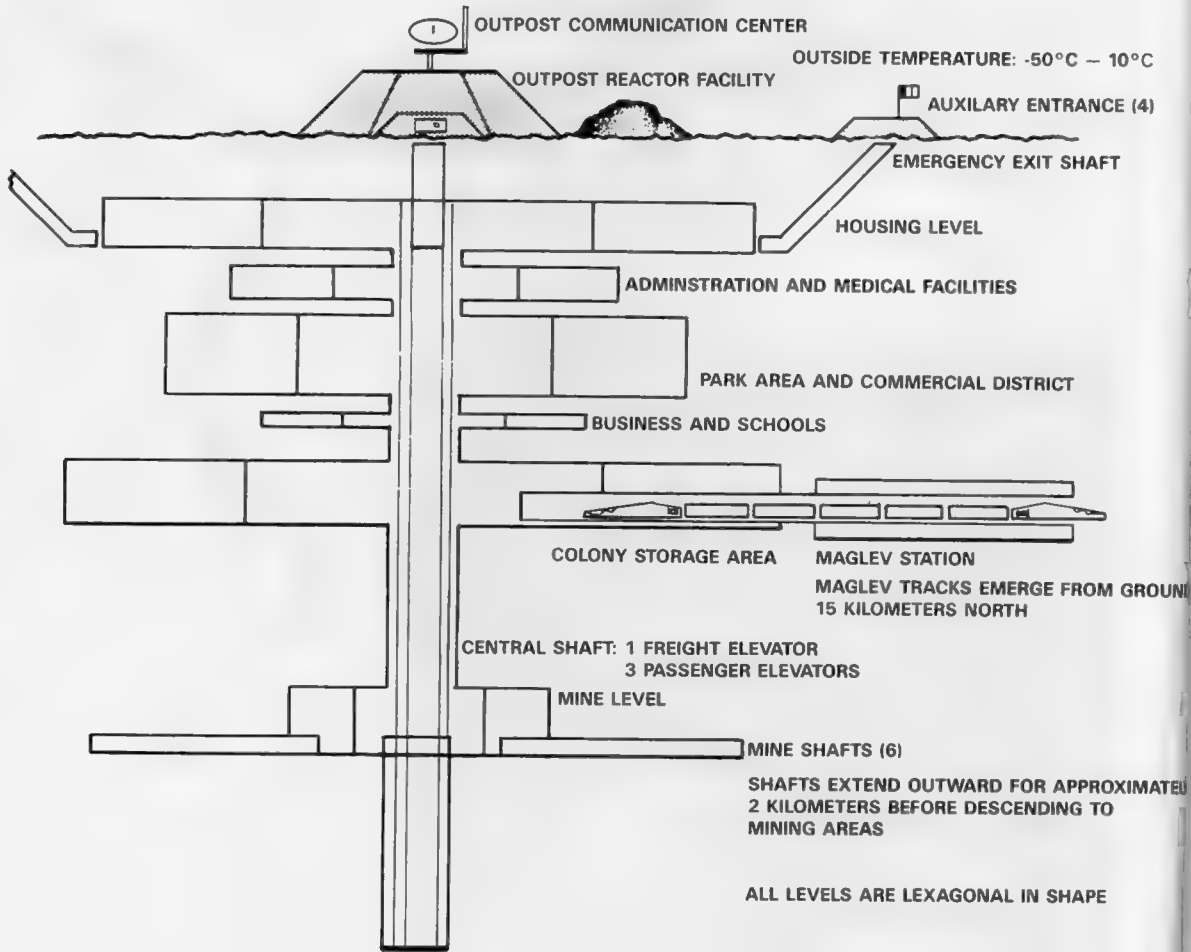 OUTPOST COMMUNICATION CENTER
OUTSIDE TEMPERATURE: -50°C — 10°C
OUTPOST REACTOR FACILITY
AUXILARY ENTRANCE (4)
EMERGENCY EXIT SHAFT
HOUSING LEVEL
ADMINSTRATION AND MEDICAL FACILITIES
PARK AREA AND COMMERCIAL DISTRICT
BUSINESS AND SCHOOLS
COLONY STORAGE AREA
MAGLEV STATION
MAGLEV TRACKS EMERGE FROM GROUN
15 KILOMETERS NORTH
CENTRAL SHAFT: 1 FREIGHT ELEVATOR
3 PASSENGER ELEVATORS
MINE LEVEL
MINE SHAFTS (6)
SHAFTS EXTEND OUTWARD FOR APPROXIMATEL
2 KILOMETERS BEFORE DESCENDING TO
MINING AREAS
ALL LEVELS ARE LEXAGONAL IN SHAPE